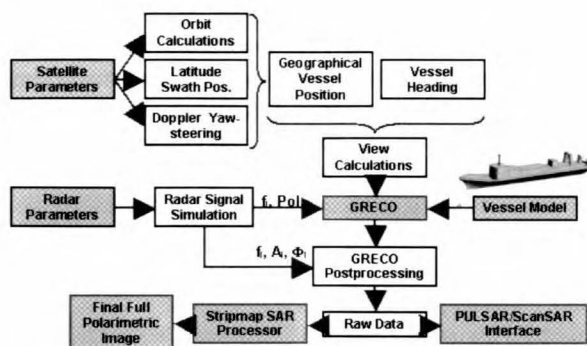 Orbit
Calculations
Satellite
Parameters
Latitude
Swath Pos.
Doppler Yaw-
steering
Geographical
Vessel
Position
Vessel
Heading
View
Calculations
Radar
Parameters
Radar Signal
Simulation
fᵢ, Pol
GRECO
Vessel Model
fᵢ, Aᵢ, Φᵢ
GRECO
Postprocessing
Final Full
Polarimetric
Image
Stripmap SAR
Processor
Raw Data
PULSAR/ScanSAR
Interface